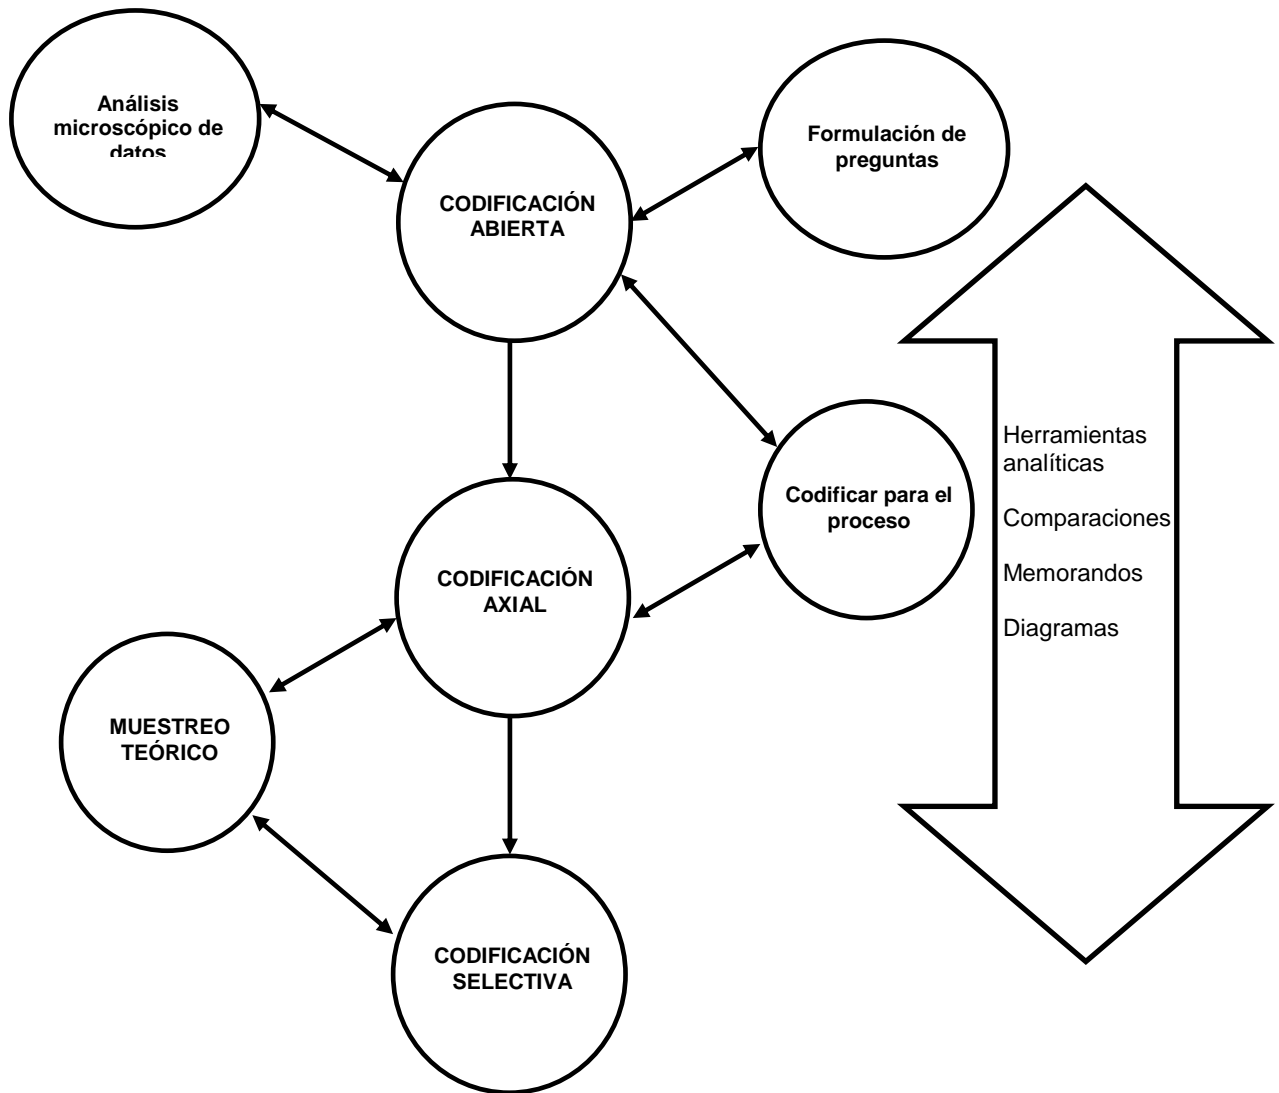 Análisis
microscópico de
datos
Formulación de
preguntas
CODIFICACIÓN
ABIERTA
Herramientas
analíticas
Comparaciones
Memorandos
Diagramas
Codificar para el
proceso
CODIFICACIÓN
AXIAL
MUESTREO
TEÓRICO
CODIFICACIÓN
SELECTIVA